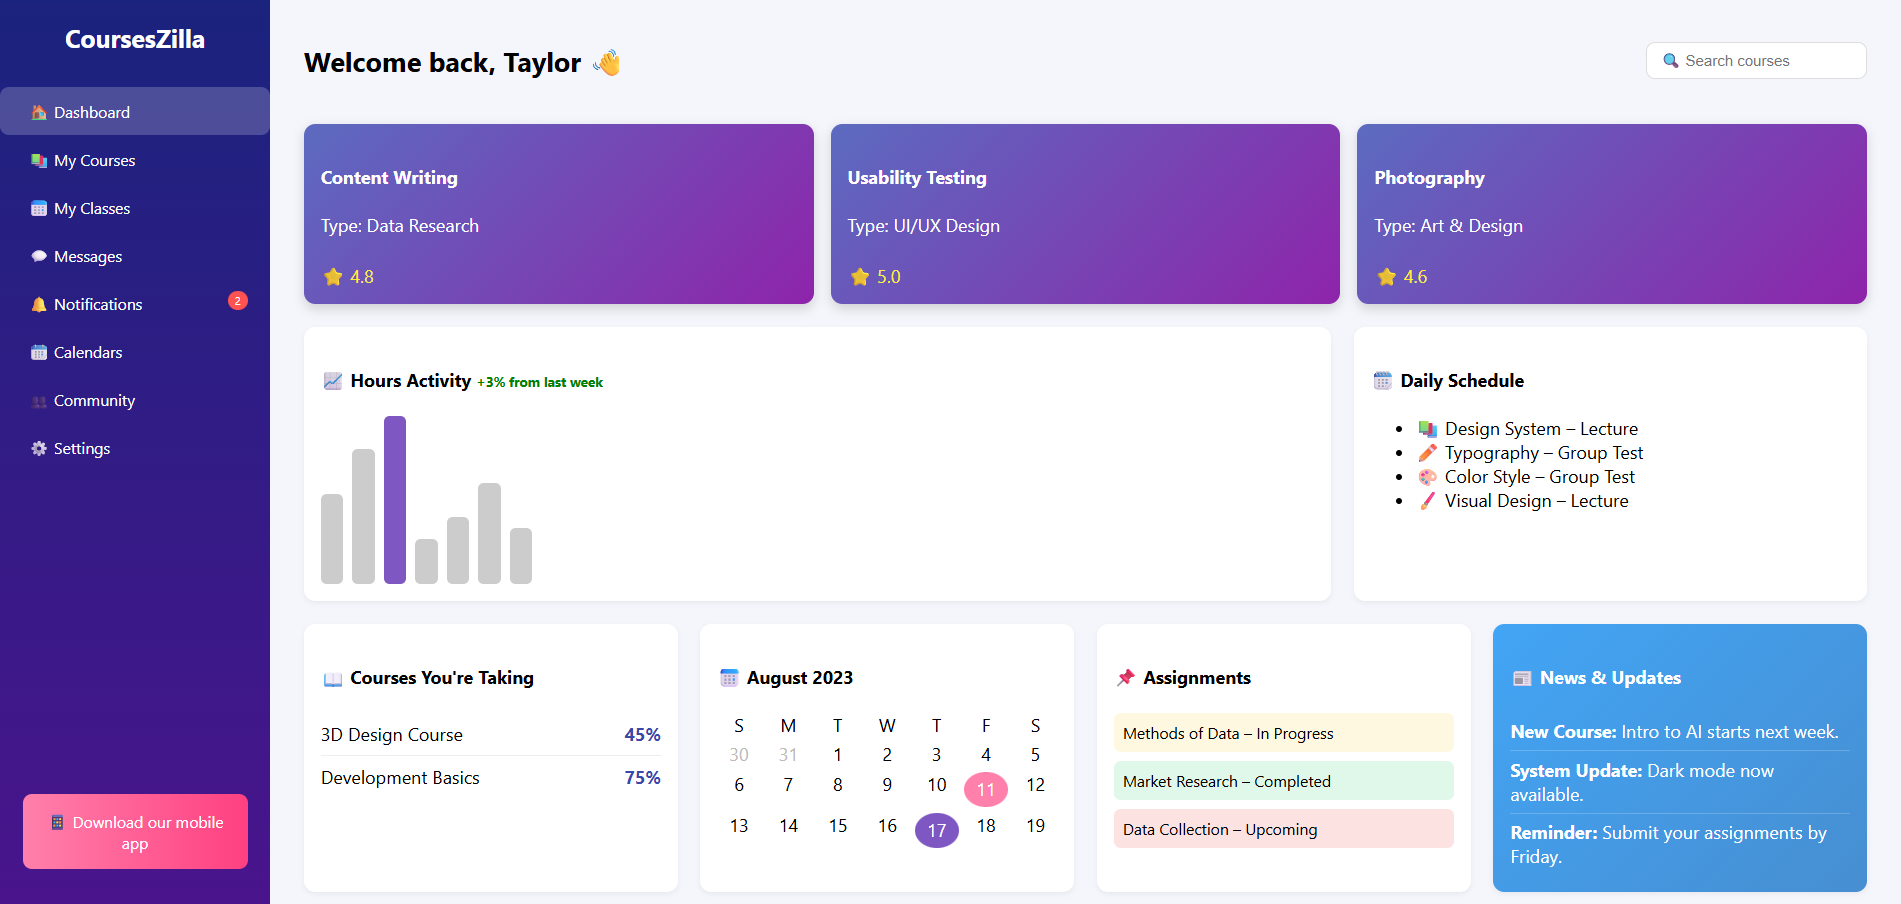 CoursesZilla
Dashboard
My Courses
My Classes
Messages
Notifications 2
Calendars
Community
Settings
Download our mobile
app
Welcome back, Taylor 👋
Search courses
Content Writing
Type: Data Research
⭐ 4.8
Usability Testing
Type: UI/UX Design
⭐ 5.0
Photography
Type: Art & Design
⭐ 4.6
Hours Activity +3% from last week
Daily Schedule
Design System – Lecture
Typography – Group Test
Color Style – Group Test
Visual Design – Lecture
Courses You're Taking
3D Design Course 45%
Development Basics 75%
August 2023
S M T W T F S
30 31 1 2 3 4 5
6 7 8 9 10 11 12
13 14 15 16 17 18 19
Assignments
Methods of Data – In Progress
Market Research – Completed
Data Collection – Upcoming
News & Updates
New Course: Intro to AI starts next week.
System Update: Dark mode now
available.
Reminder: Submit your assignments by
Friday.